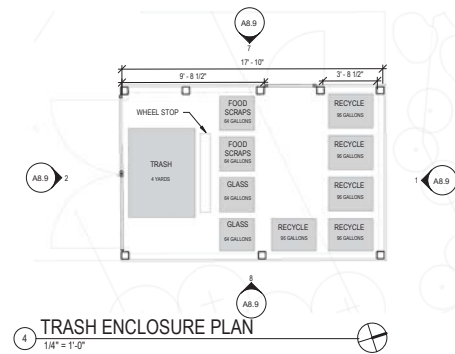 A8.9
7
17' - 10"
9' - 8 1/2"
3' - 8 1/2"
WHEEL STOP
FOOD
SCRAPS
64 GALLONS
RECYCLE
96 GALLONS
FOOD
SCRAPS
64 GALLONS
RECYCLE
96 GALLONS
TRASH
4 YARDS
A8.9
2
1
A8.9
GLASS
64 GALLONS
RECYCLE
96 GALLONS
GLASS
64 GALLONS
RECYCLE
96 GALLONS
RECYCLE
96 GALLONS
8
A8.9
4
TRASH ENCLOSURE PLAN
1/4" = 1'-0"